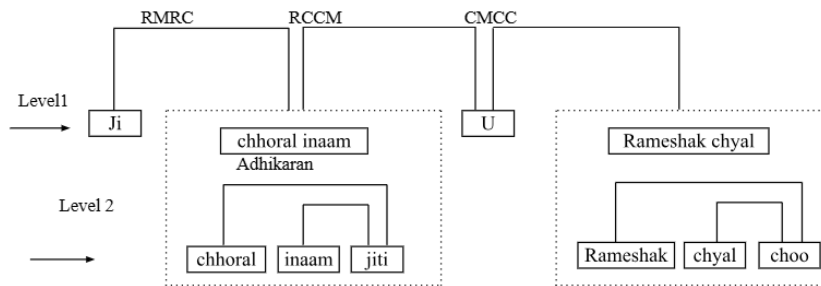 RMRC RCCM CMCC
Level1
Ji
chhoral inaam
U
Rameshak chyal
Adhikaran
Level 2
chhoral inaam jiti
Rameshak chyal choo